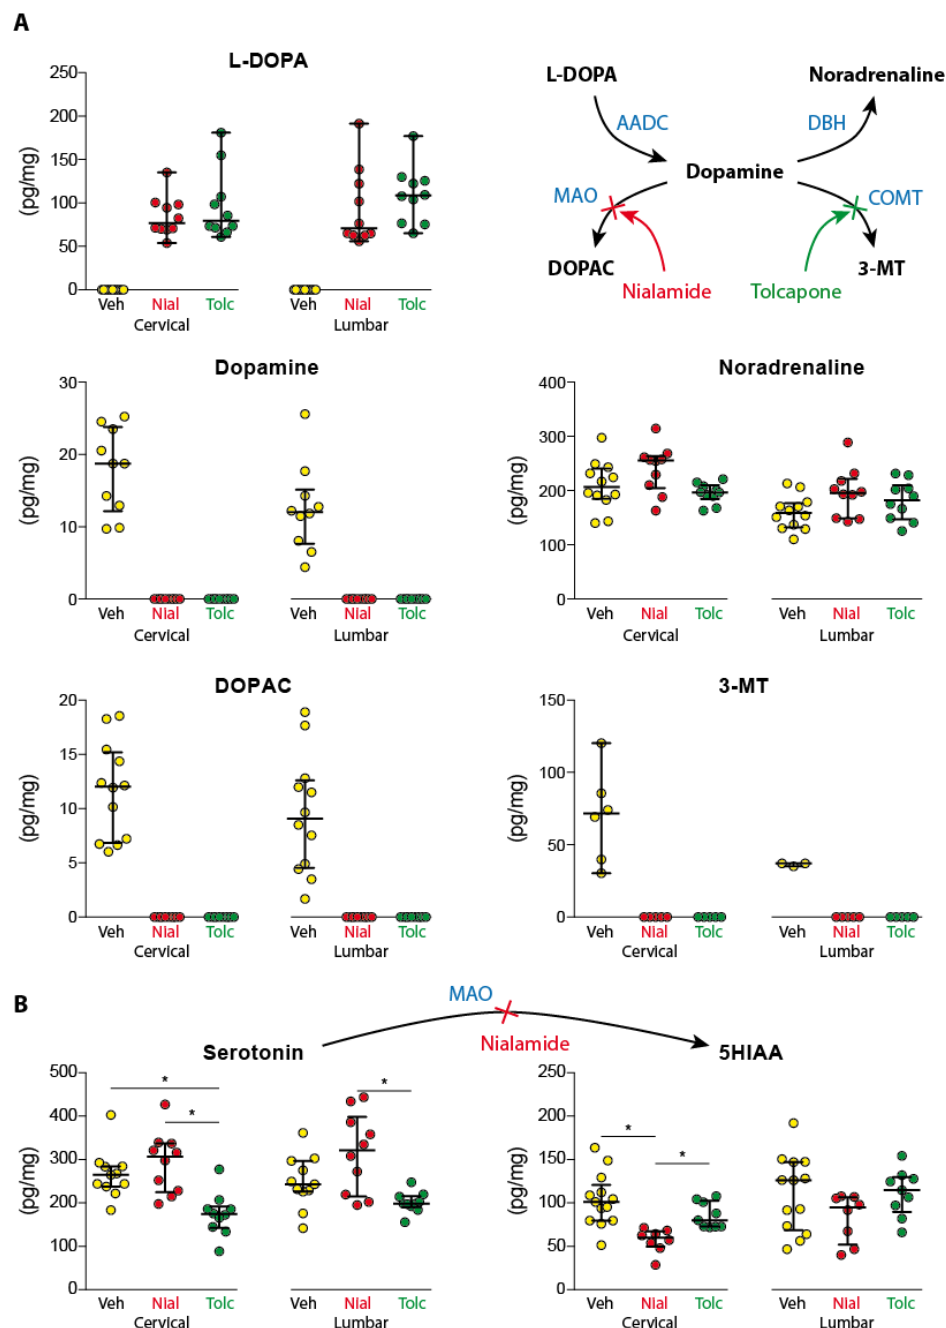 A
L-DOPA
250
200
150
100
50
0
(pg/mg)
Veh Nial Tolc
Cervical
Veh Nial Tolc
Lumbar
L-DOPA
Noradrenaline
AADC
DBH
Dopamine
MAO
COMT
DOPAC
3-MT
Nialamide
Tolcapone
Dopamine
30
20
10
0
(pg/mg)
Veh Nial Tolc
Cervical
Veh Nial Tolc
Lumbar
Noradrenaline
400
300
200
100
0
(pg/mg)
Veh Nial Tolc
Cervical
Veh Nial Tolc
Lumbar
DOPAC
20
15
10
5
0
(pg/mg)
Veh Nial Tolc
Cervical
Veh Nial Tolc
Lumbar
3-MT
150
100
50
0
(pg/mg)
Veh Nial Tolc
Cervical
Veh Nial Tolc
Lumbar
B
MAO
Nialamide
Serotonin
500
400
300
200
100
0
(pg/mg)
*
*
*
Veh Nial Tolc
Cervical
Veh Nial Tolc
Lumbar
5HIAA
250
200
150
100
50
0
(pg/mg)
*
*
Veh Nial Tolc
Cervical
Veh Nial Tolc
Lumbar